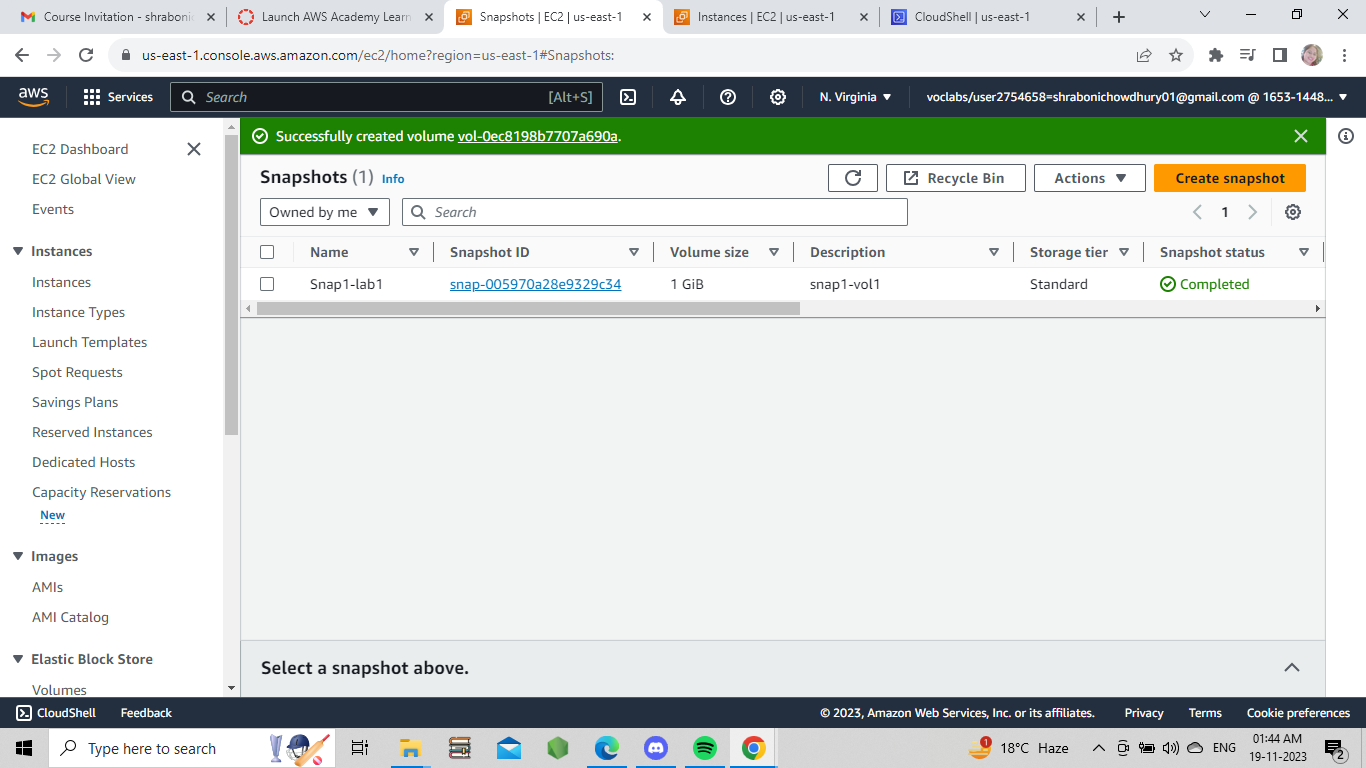 Course Invitation - shrabonic
Launch AWS Academy Learn
Snapshots | EC2 | us-east-1
Instances | EC2 | us-east-1
CloudShell | us-east-1
us-east-1.console.aws.amazon.com/ec2/home?region=us-east-1#Snapshots:
aws
Services
Search
[Alt+S]
N. Virginia
voclabs/user2754658=shrabonichowdhury01@gmail.com @ 1653-1448...
EC2 Dashboard
EC2 Global View
Events
Instances
Instances
Instance Types
Launch Templates
Spot Requests
Savings Plans
Reserved Instances
Dedicated Hosts
Capacity Reservations
New
Images
AMIs
AMI Catalog
Elastic Block Store
Volumes
Successfully created volume vol-0ec8198b7707a690a.
Snapshots (1) Info
Recycle Bin
Actions
Create snapshot
Owned by me
Search
1
Name Snapshot ID Volume size Description Storage tier Snapshot status
Snap1-lab1 snap-005970a28e9329c34 1 GiB snap1-vol1 Standard Completed
Select a snapshot above.
CloudShell Feedback © 2023, Amazon Web Services, Inc. or its affiliates. Privacy Terms Cookie preferences
Type here to search
1
18°C Haze
ENG
01:44 AM
19-11-2023
2